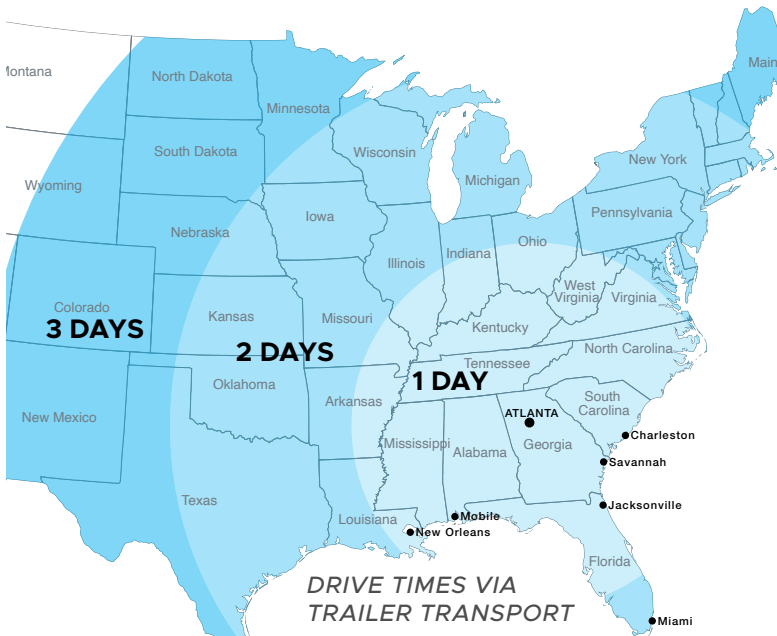 Montana
North Dakota
Minnesota
Main
South Dakota
Wisconsin
New York
Wyoming
Michigan
Nebraska
Iowa
Pennsylvania
Ohio
Indiana
Illinois
West
Virginia
Virginia
Colorado
Kansas
Missouri
Kentucky
3 DAYS
2 DAYS
North Carolina
Tennessee
1 DAY
Oklahoma
Arkansas
South
Carolina
New Mexico
ATLANTA
Mississippi
Alabama
Georgia
Charleston
Savannah
Texas
Louisiana
Mobile
Jacksonville
New Orleans
Florida
DRIVE TIMES VIA
TRAILER TRANSPORT
Miami